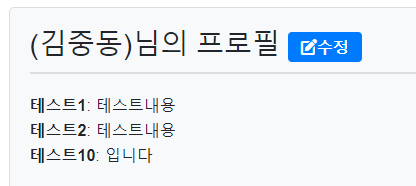 (김중동)님의 프로필 수정
테스트1: 테스트내용
테스트2: 테스트내용
테스트10: 입니다